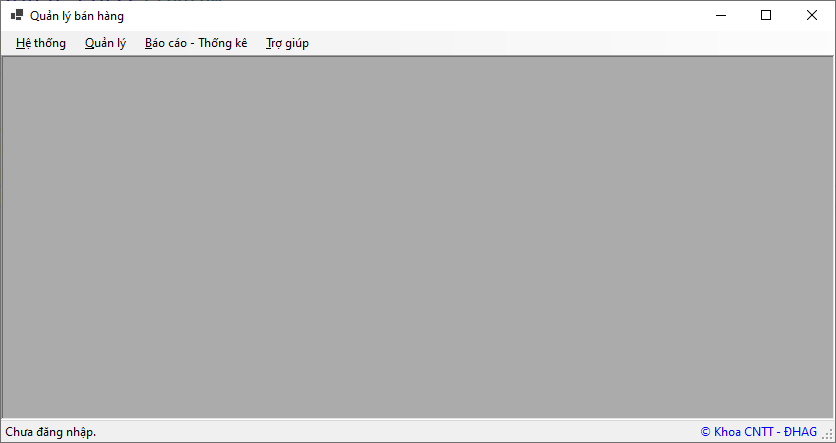 Quản lý bán hàng
Hệ thống Quản lý Báo cáo - Thống kê Trợ giúp
Chưa đăng nhập. © Khoa CNTT - ĐHAG